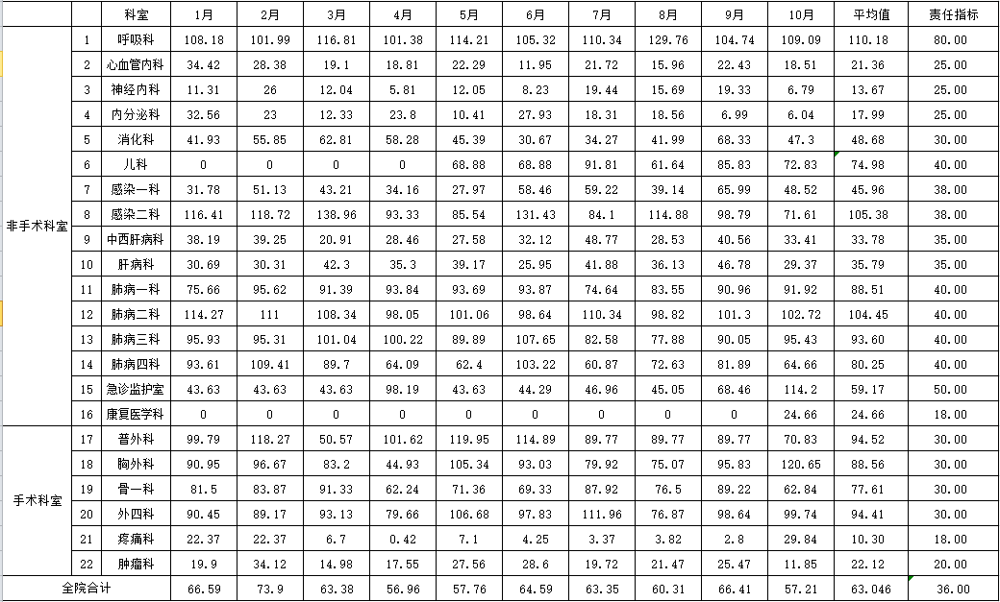 科室 1月 2月 3月 4月 5月 6月 7月 8月 9月 10月 平均值 责任指标
非手术科室
1 呼吸科 108.18 101.99 116.81 101.38 114.21 105.32 110.34 129.76 104.74 109.09 110.18 80.00
2 心血管内科 34.42 28.38 19.1 18.81 22.29 11.95 21.72 15.96 22.43 18.51 21.36 25.00
3 神经内科 11.31 26 12.04 5.81 12.05 8.23 19.44 15.69 19.33 6.79 13.67 25.00
4 内分泌科 32.56 23 12.33 23.8 10.41 27.93 18.31 18.56 6.99 6.04 17.99 25.00
5 消化科 41.93 55.85 62.81 58.28 45.39 30.67 34.27 41.99 68.33 47.3 48.68 30.00
6 儿科 0 0 0 0 68.88 68.88 91.81 61.64 85.83 72.83 74.98 40.00
7 感染一科 31.78 51.13 43.21 34.16 27.97 58.46 59.22 39.14 65.99 48.52 45.96 38.00
8 感染二科 116.41 118.72 138.96 93.33 85.54 131.43 84.1 114.88 98.79 71.61 105.38 38.00
9 中西肝病科 38.19 39.25 20.91 28.46 27.58 32.12 48.77 28.53 40.56 33.41 33.78 35.00
10 肝病科 30.69 30.31 42.3 35.3 39.17 25.95 41.88 36.13 46.78 29.37 35.79 35.00
11 肺病一科 75.66 95.62 91.39 93.84 93.69 93.87 74.64 83.55 90.96 91.92 88.51 40.00
12 肺病二科 114.27 111 108.34 98.05 101.06 98.64 110.34 98.82 101.3 102.72 104.45 40.00
13 肺病三科 95.93 95.31 101.04 100.22 89.89 107.65 82.58 77.88 90.05 95.43 93.60 40.00
14 肺病四科 93.61 109.41 89.7 64.09 62.4 103.22 60.87 72.63 81.89 64.66 80.25 40.00
15 急诊监护室 43.63 43.63 43.63 98.19 43.63 44.29 46.96 45.05 68.46 114.2 59.17 50.00
16 康复医学科 0 0 0 0 0 0 0 0 0 24.66 24.66 18.00
手术科室
17 普外科 99.79 118.27 50.57 101.62 119.95 114.89 89.77 89.77 89.77 70.83 94.52 30.00
18 胸外科 90.95 96.67 83.2 44.93 105.34 93.03 79.92 75.07 95.83 120.65 88.56 30.00
19 骨一科 81.5 83.87 91.33 62.24 71.36 69.33 87.92 76.5 89.22 62.84 77.61 30.00
20 外四科 90.45 89.17 93.13 79.66 106.68 97.83 111.96 76.87 98.64 99.74 94.41 30.00
21 疼痛科 22.37 22.37 6.7 0.42 7.1 4.25 3.37 3.82 2.8 29.84 10.30 18.00
22 肿瘤科 19.9 34.12 14.98 17.55 27.56 28.6 19.72 21.47 25.47 11.85 22.12 20.00
全院合计 66.59 73.9 63.38 56.96 57.76 64.59 63.35 60.31 66.41 57.21 63.046 36.00